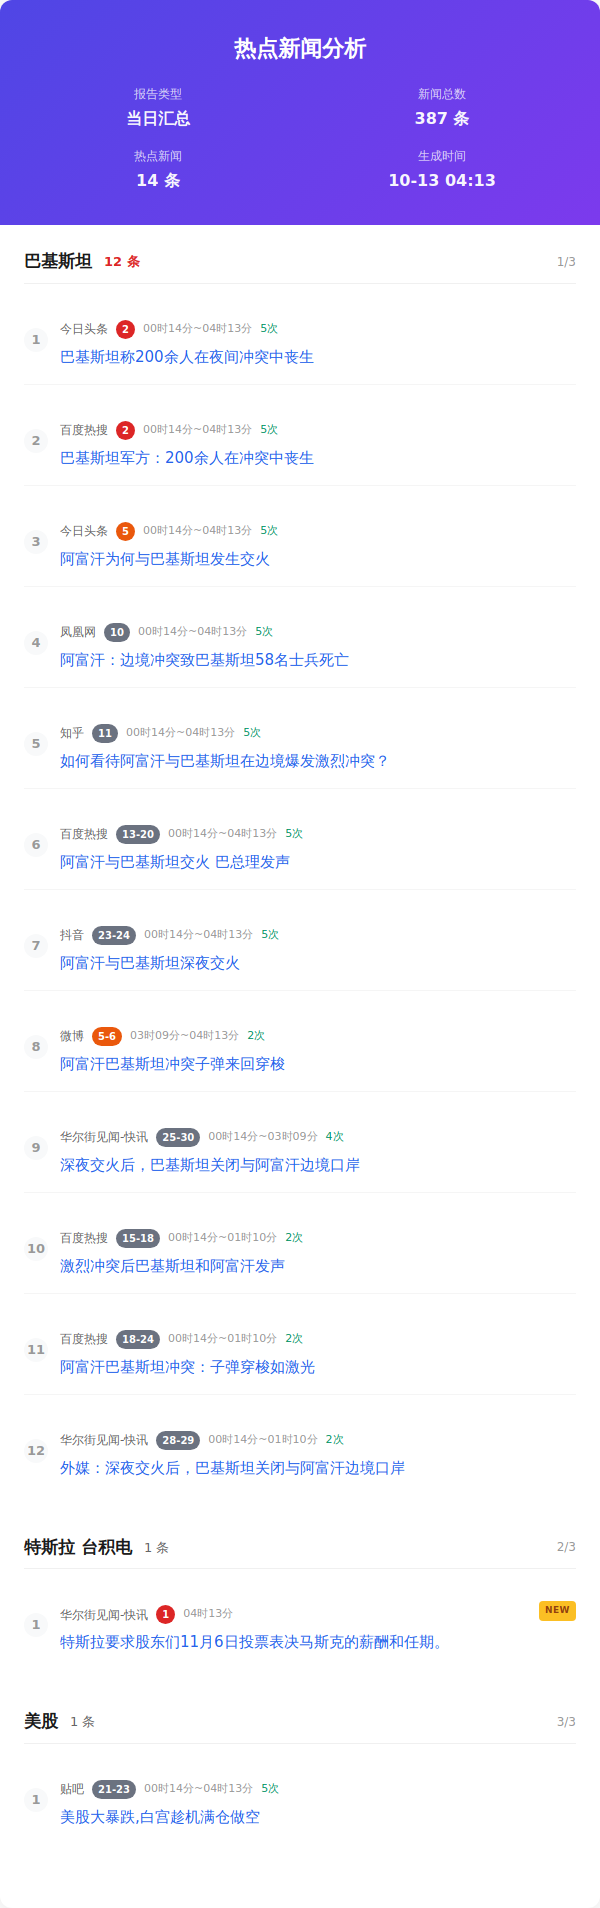 热点新闻分析
报告类型
新闻总数
当日汇总
387 条
热点新闻
生成时间
14 条
10-13 04:13
巴基斯坦 12 条 1/3
1 今日头条 2 00时14分~04时13分 5次
巴基斯坦称200余人在夜间冲突中丧生
2 百度热搜 2 00时14分~04时13分 5次
巴基斯坦军方：200余人在冲突中丧生
3 今日头条 5 00时14分~04时13分 5次
阿富汗为何与巴基斯坦发生交火
4 凤凰网 10 00时14分~04时13分 5次
阿富汗：边境冲突致巴基斯坦58名士兵死亡
5 知乎 11 00时14分~04时13分 5次
如何看待阿富汗与巴基斯坦在边境爆发激烈冲突？
6 百度热搜 13-20 00时14分~04时13分 5次
阿富汗与巴基斯坦交火 巴总理发声
7 抖音 23-24 00时14分~04时13分 5次
阿富汗与巴基斯坦深夜交火
8 微博 5-6 03时09分~04时13分 2次
阿富汗巴基斯坦冲突子弹来回穿梭
9 华尔街见闻-快讯 25-30 00时14分~03时09分 4次
深夜交火后，巴基斯坦关闭与阿富汗边境口岸
10 百度热搜 15-18 00时14分~01时10分 2次
激烈冲突后巴基斯坦和阿富汗发声
11 百度热搜 18-24 00时14分~01时10分 2次
阿富汗巴基斯坦冲突：子弹穿梭如激光
12 华尔街见闻-快讯 28-29 00时14分~01时10分 2次
外媒：深夜交火后，巴基斯坦关闭与阿富汗边境口岸
特斯拉 台积电 1 条 2/3
1 华尔街见闻-快讯 1 04时13分 NEW
特斯拉要求股东们11月6日投票表决马斯克的薪酬和任期。
美股 1 条 3/3
1 贴吧 21-23 00时14分~04时13分 5次
美股大暴跌,白宫趁机满仓做空